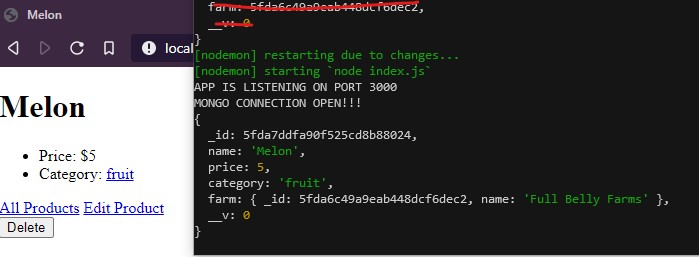 Melon
local
Melon
Price: $5
Category: fruit
All Products Edit Product
Delete
farm: 5fda6c49a9eab448dcf6dec2,
__v: 0
}
[nodemon] restarting due to changes...
[nodemon] starting `node index.js`
APP IS LISTENING ON PORT 3000
MONGO CONNECTION OPEN!!!
{
_id: 5fda7ddfa90f525cd8b88024,
name: 'Melon',
price: 5,
category: 'fruit',
farm: { _id: 5fda6c49a9eab448dcf6dec2, name: 'Full Belly Farms' },
__v: 0
}